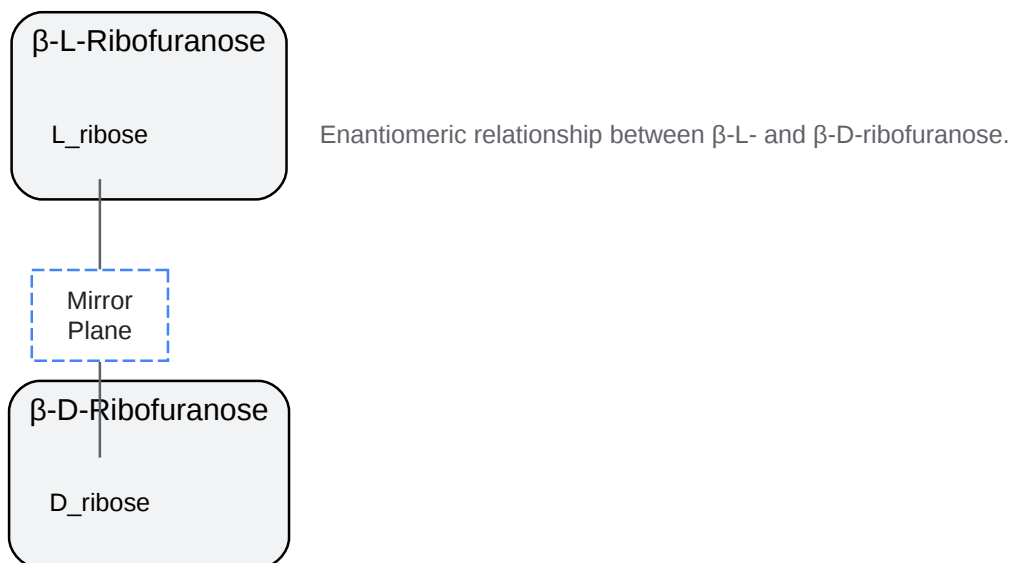 β-L-Ribofuranose
L_ribose
Enantiomeric relationship between β-L- and β-D-ribofuranose.
Mirror
Plane
β-D-Ribofuranose
D_ribose